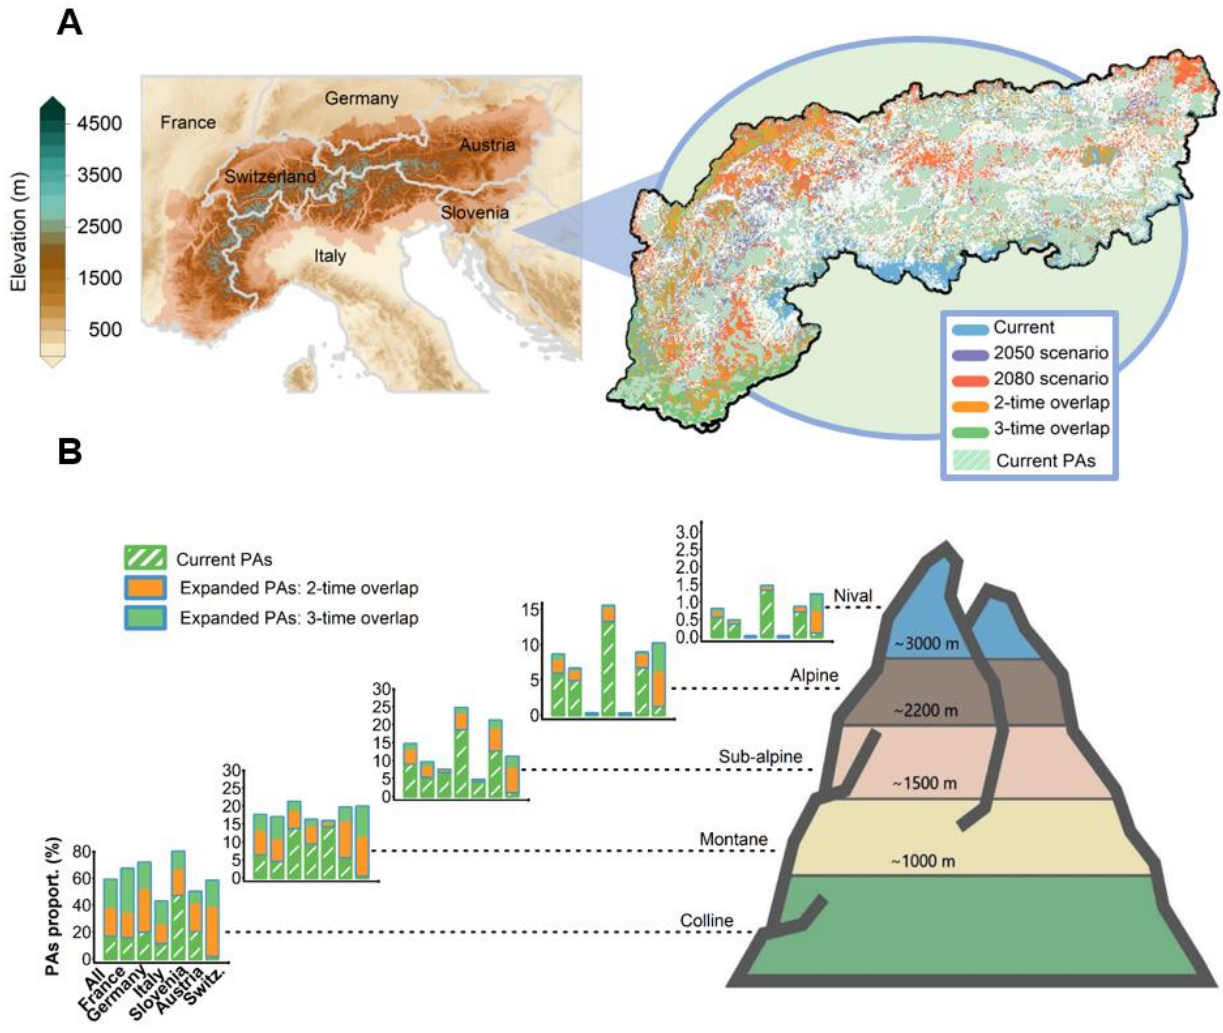 A
Germany
France
Austria
Switzerland
Slovenia
Italy
Elevation (m)
4500
3500
2500
1500
500
Current
2050 scenario
2080 scenario
2-time overlap
3-time overlap
Current PAs
B
Current PAs
Expanded PAs: 2-time overlap
Expanded PAs: 3-time overlap
3.0
2.5
2.0
1.5
1.0
0.5
0.0
Nival
~3000 m
15
10
5
0
Alpine
~2200 m
30
25
20
15
10
5
0
Sub-alpine
~1500 m
30
25
20
15
10
5
0
Montane
~1000 m
PAs proport. (%)
80
60
40
20
0
Colline
All
France
Germany
Italy
Slovenia
Austria
Switz.